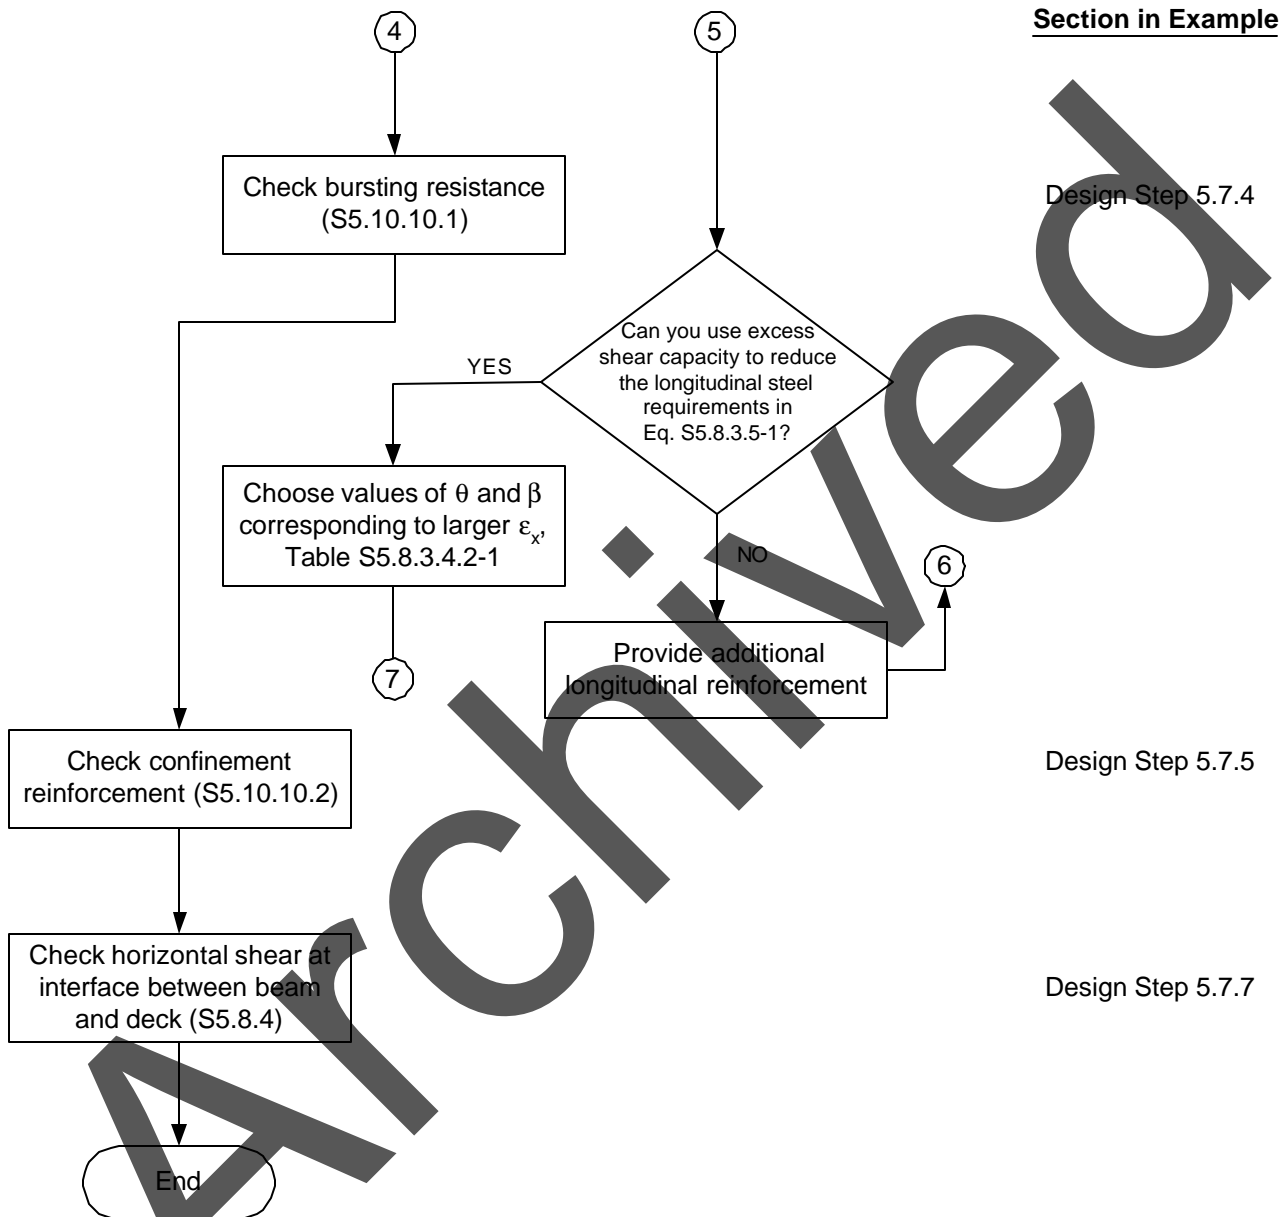 4
5
Section in Example
Check bursting resistance
(S5.10.10.1)
Design Step 5.7.4
Can you use excess
shear capacity to reduce
the longitudinal steel
requirements in
Eq. S5.8.3.5-1?
YES
Choose values of θ and β
corresponding to larger εx,
Table S5.8.3.4.2-1
NO
6
7
Provide additional
longitudinal reinforcement
Check confinement
reinforcement (S5.10.10.2)
Design Step 5.7.5
Check horizontal shear at
interface between beam
and deck (S5.8.4)
Design Step 5.7.7
End
Archived